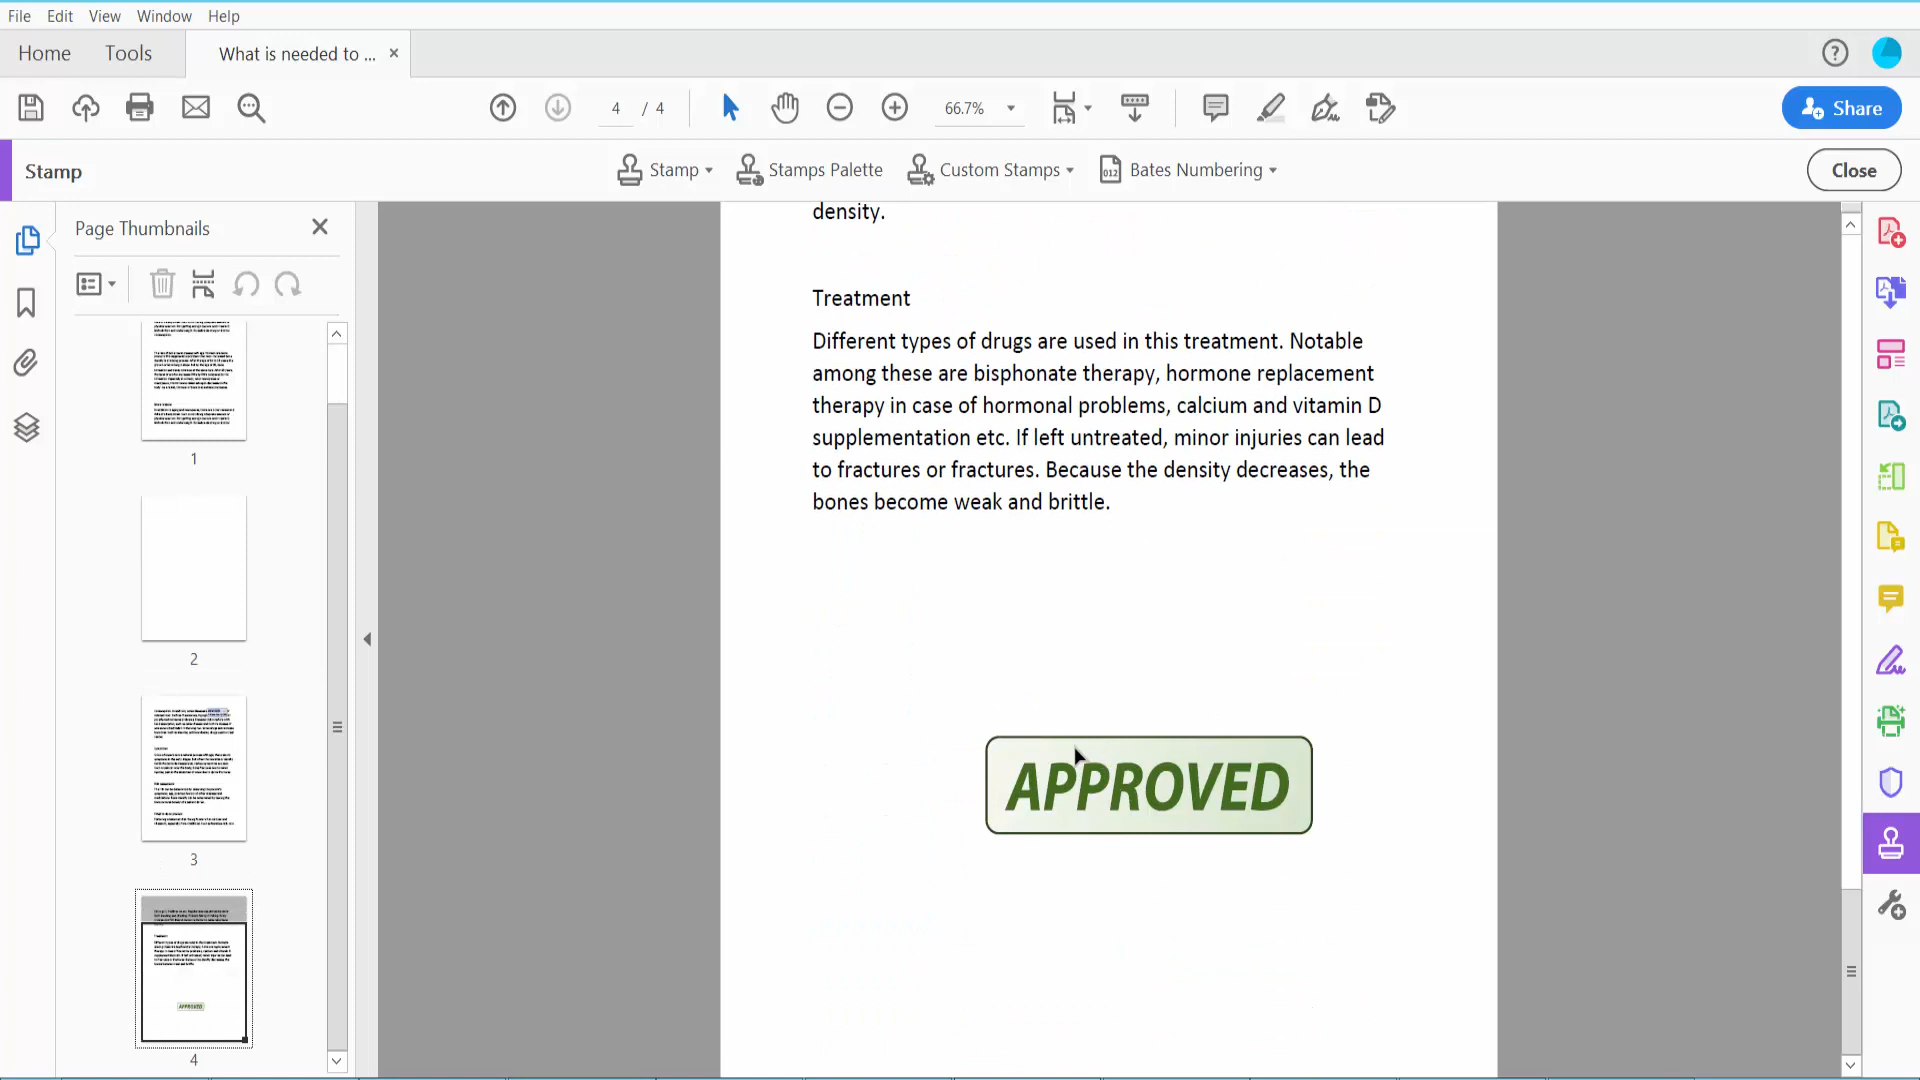 File Edit View Window Help
Home Tools What is needed to ... ×
4 / 4 66.7% Share
Stamp Stamp Stamps Palette Custom Stamps Bates Numbering Close
Page Thumbnails
1
2
3
APPROVED
4
density.
Treatment
Different types of drugs are used in this treatment. Notable
among these are bisphonate therapy, hormone replacement
therapy in case of hormonal problems, calcium and vitamin D
supplementation etc. If left untreated, minor injuries can lead
to fractures or fractures. Because the density decreases, the
bones become weak and brittle.
APPROVED